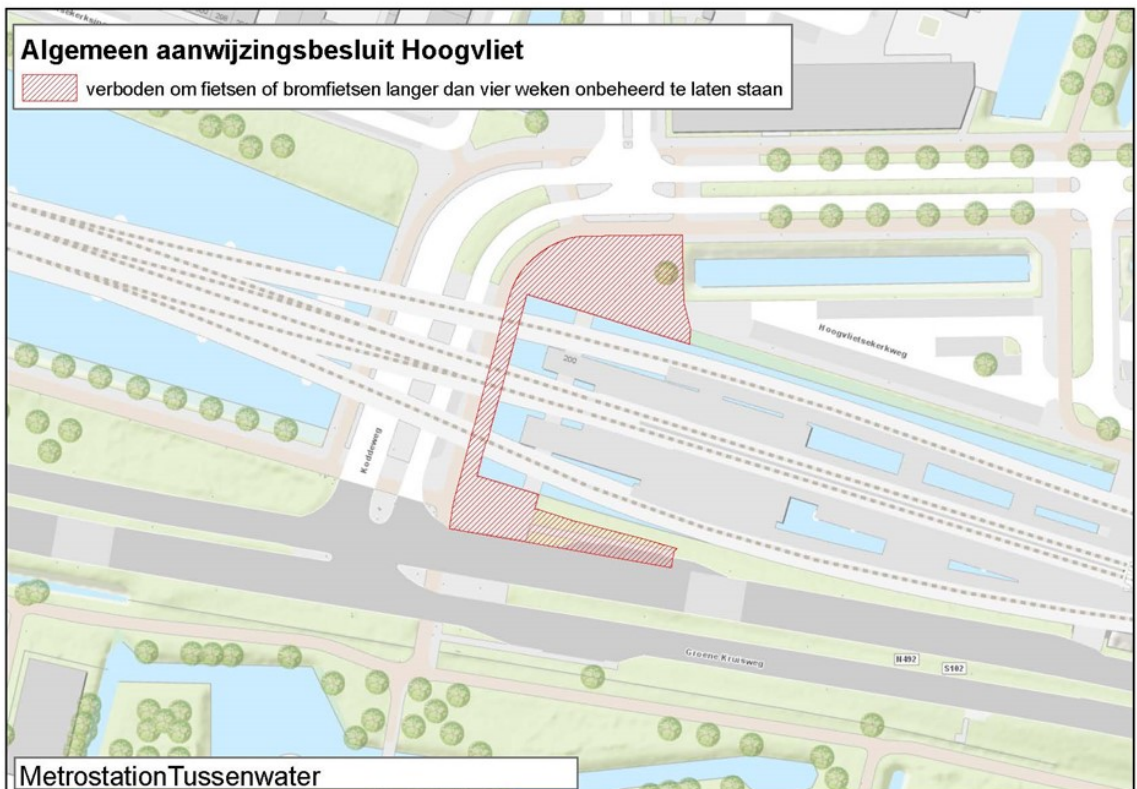 Algemeen aanwijzingsbesluit Hoogvliet
verboden om fietsen of bromfietsen langer dan vier weken onbeheerd te laten staan
Hoogvlietsekerkweg
200
Koddeweg
Groene Kruisweg
N492
S102
MetrostationTussenwater